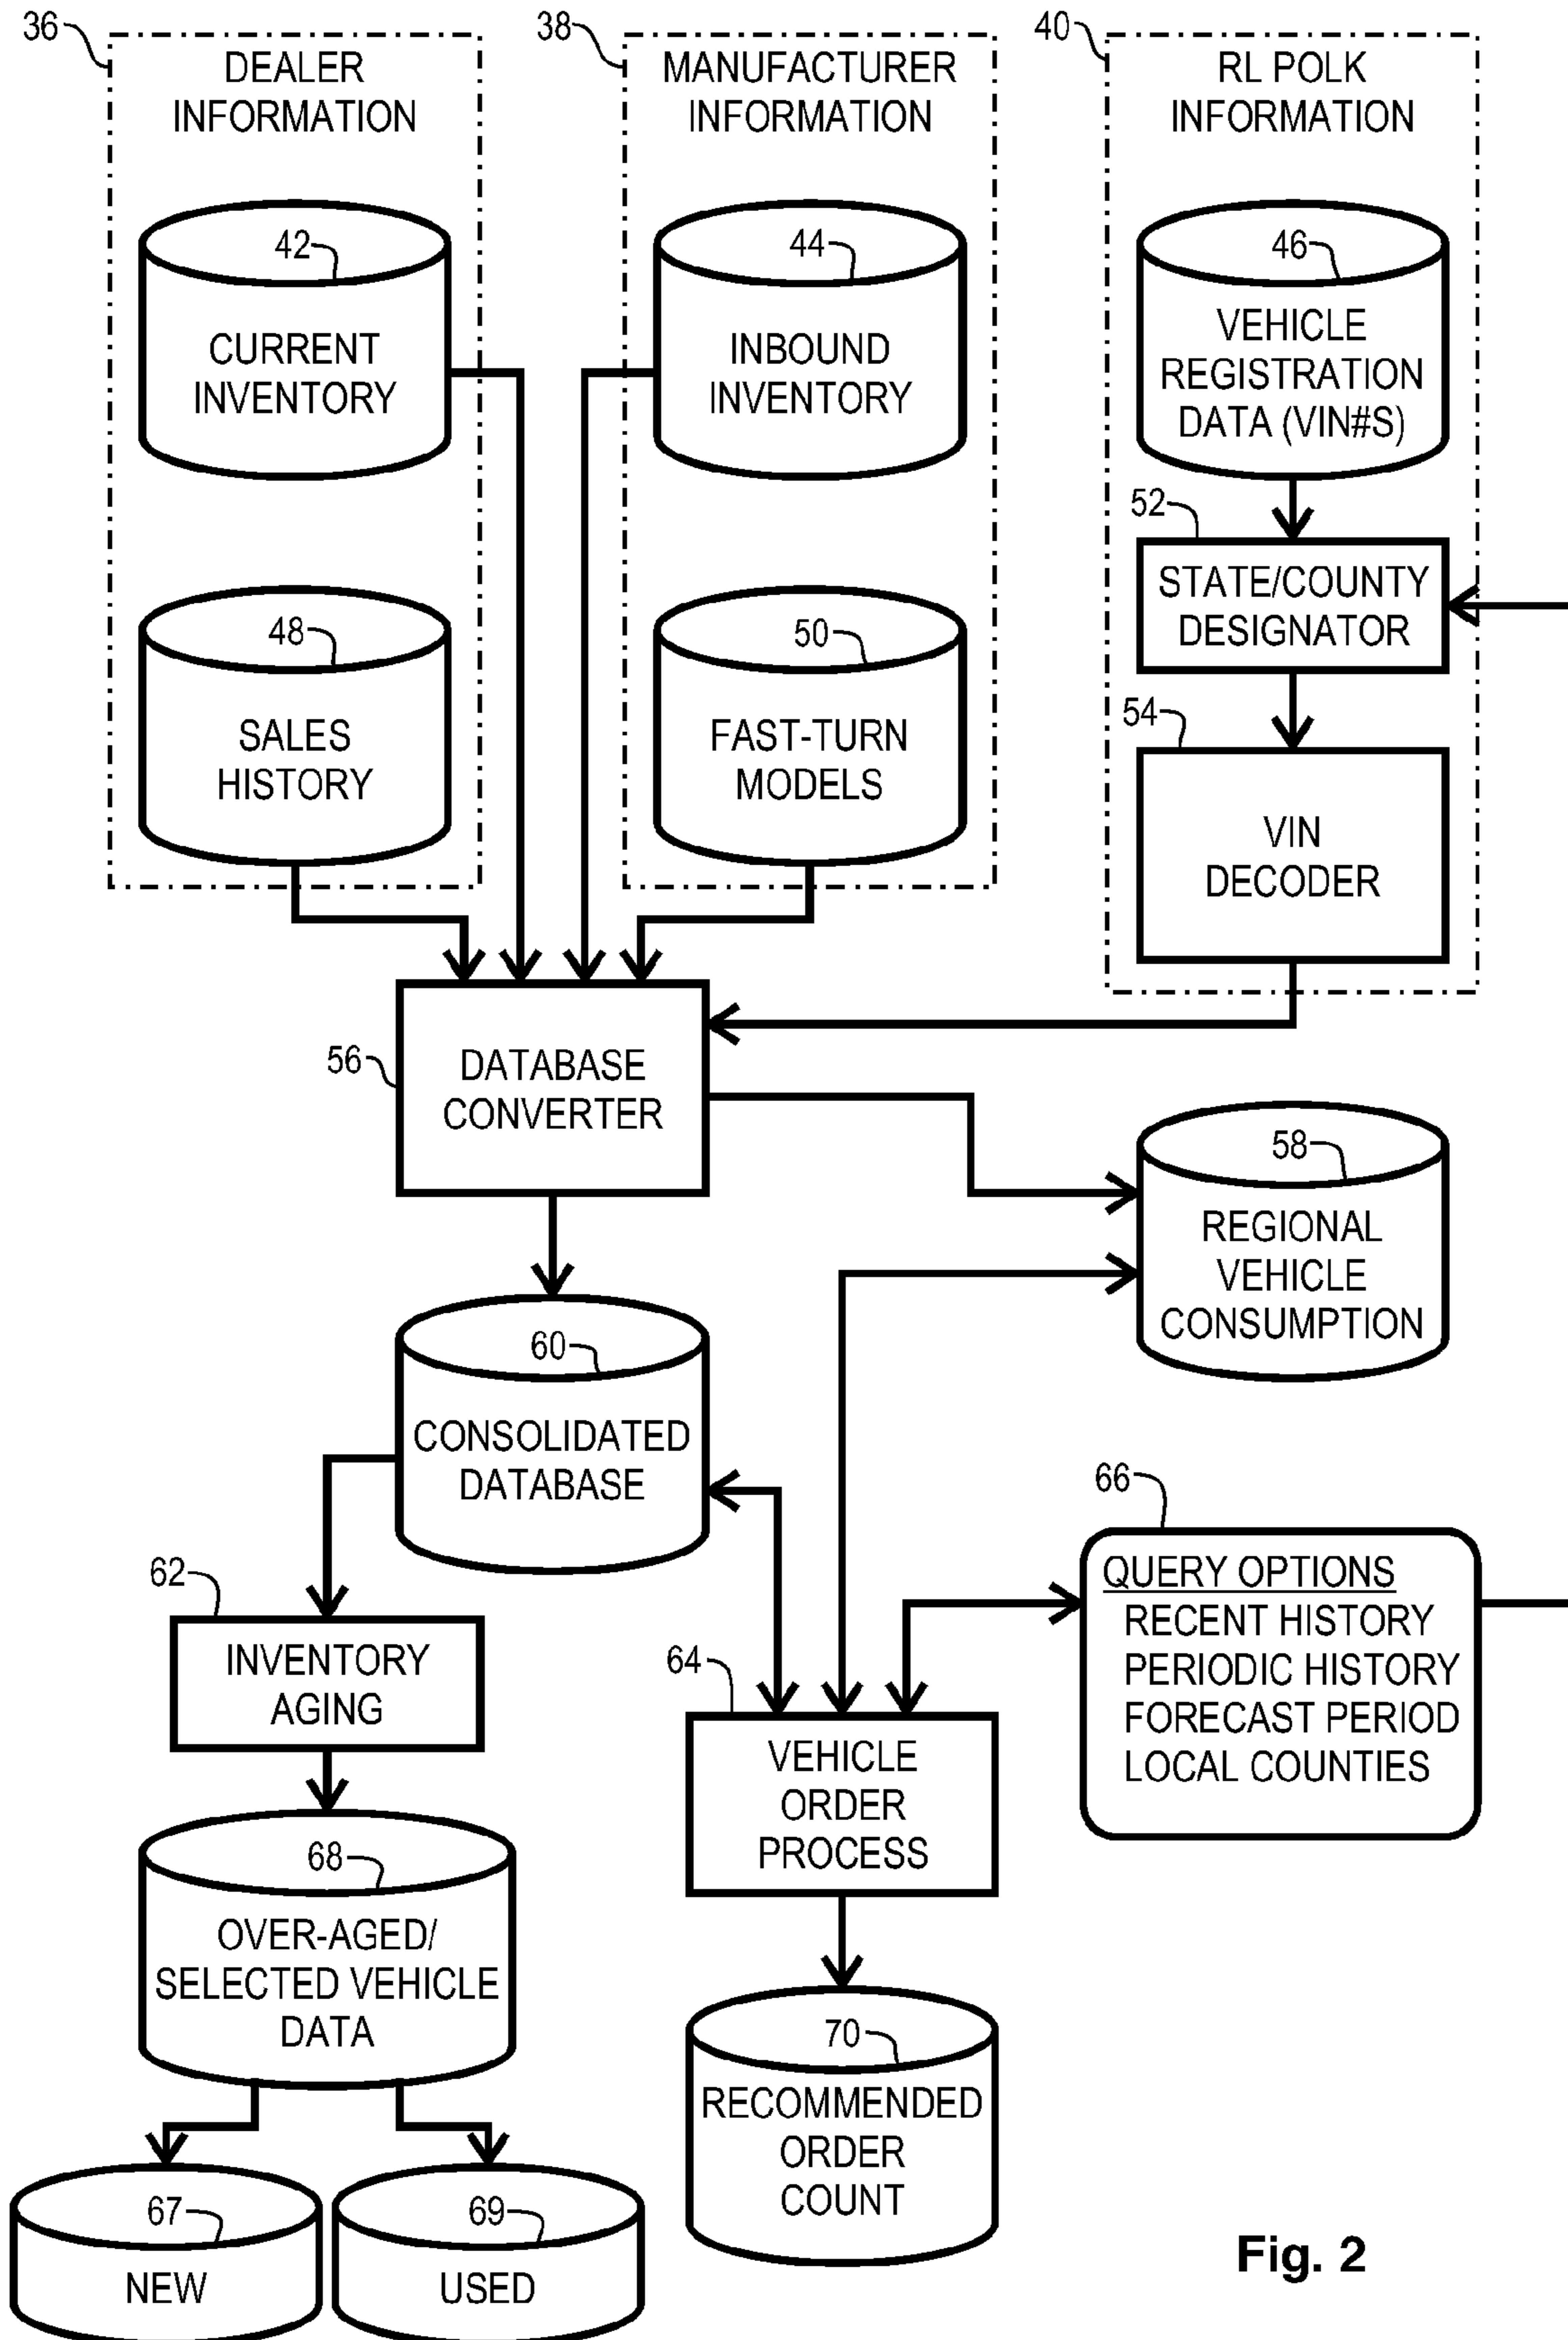 36
DEALER
INFORMATION
42
CURRENT
INVENTORY
48
SALES
HISTORY
38
MANUFACTURER
INFORMATION
44
INBOUND
INVENTORY
50
FAST-TURN
MODELS
40
RL POLK
INFORMATION
46
VEHICLE
REGISTRATION
DATA (VIN#S)
52
STATE/COUNTY
DESIGNATOR
54
VIN
DECODER
56
DATABASE
CONVERTER
58
REGIONAL
VEHICLE
CONSUMPTION
60
CONSOLIDATED
DATABASE
62
INVENTORY
AGING
64
VEHICLE
ORDER
PROCESS
66
QUERY OPTIONS
RECENT HISTORY
PERIODIC HISTORY
FORECAST PERIOD
LOCAL COUNTIES
68
OVER-AGED/
SELECTED VEHICLE
DATA
70
RECOMMENDED
ORDER
COUNT
67
NEW
69
USED
Fig. 2